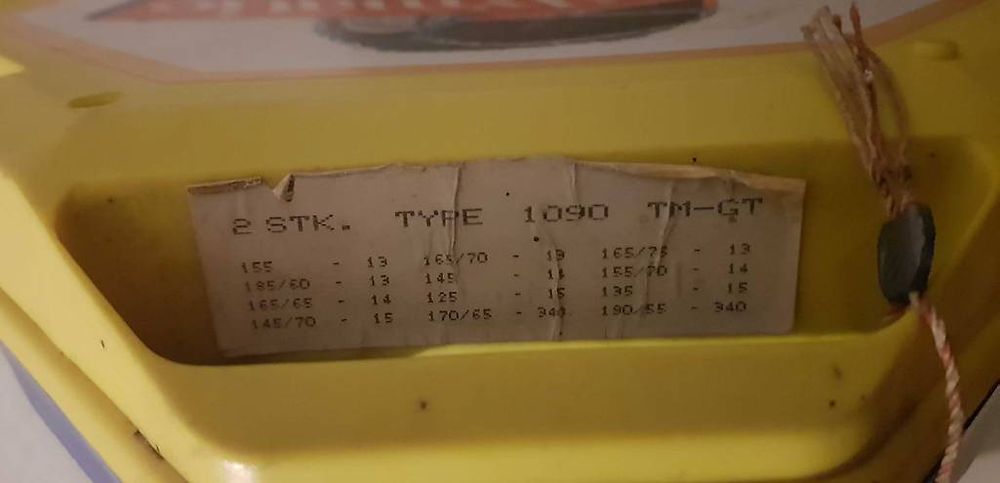 2 STK. TYPE 1090 TM-GT
155 - 13 165/70 - 13 165/75 - 13
185/60 - 13 145 - 14 155/70 - 14
165/65 - 14 125 - 15 135 - 15
145/70 - 15 170/65 - 340 190/55 - 340